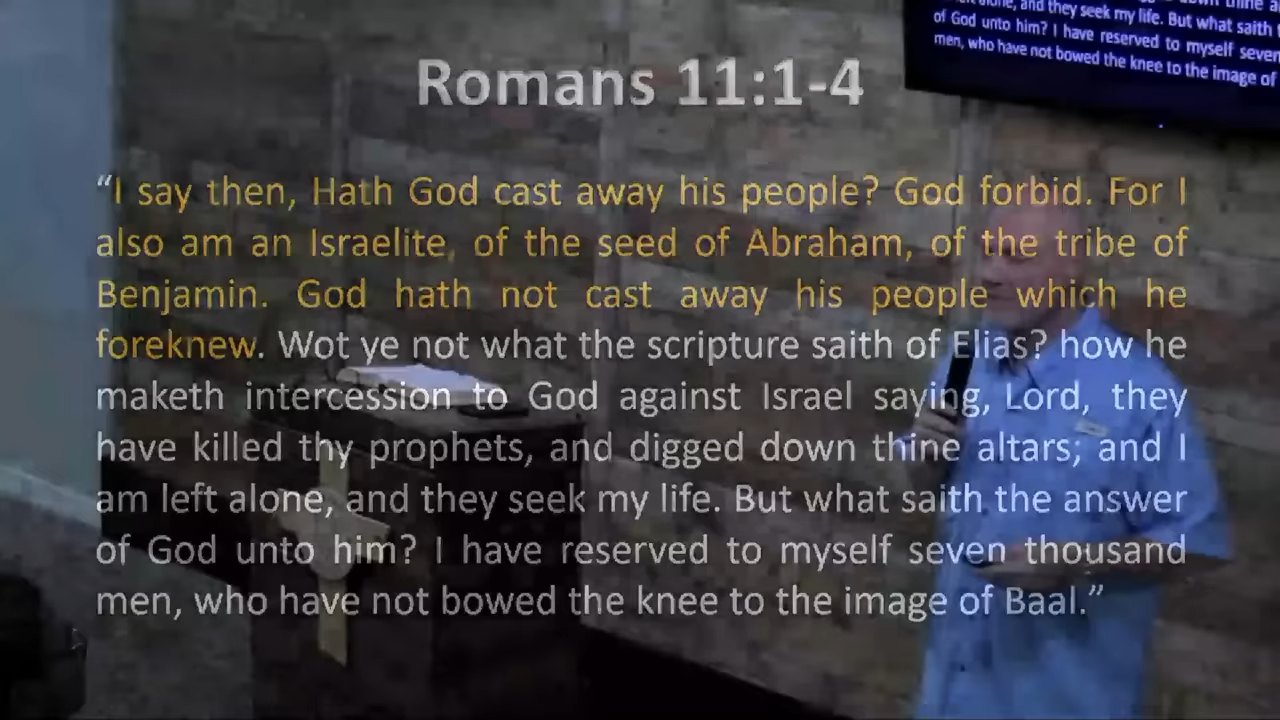 Romans 11:1-4
“I say then, Hath God cast away his people? God forbid. For I
also am an Israelite, of the seed of Abraham, of the tribe of
Benjamin. God hath not cast away his people which he
foreknew. Wot ye not what the scripture saith of Elias? how he
maketh intercession to God against Israel saying, Lord, they
have killed thy prophets, and digged down thine altars; and I
am left alone, and they seek my life. But what saith the answer
of God unto him? I have reserved to myself seven thousand
men, who have not bowed the knee to the image of Baal.”
and they seek my life. But what saith
of God unto him? I have reserved to myself seven
men, who have not bowed the knee to the image of